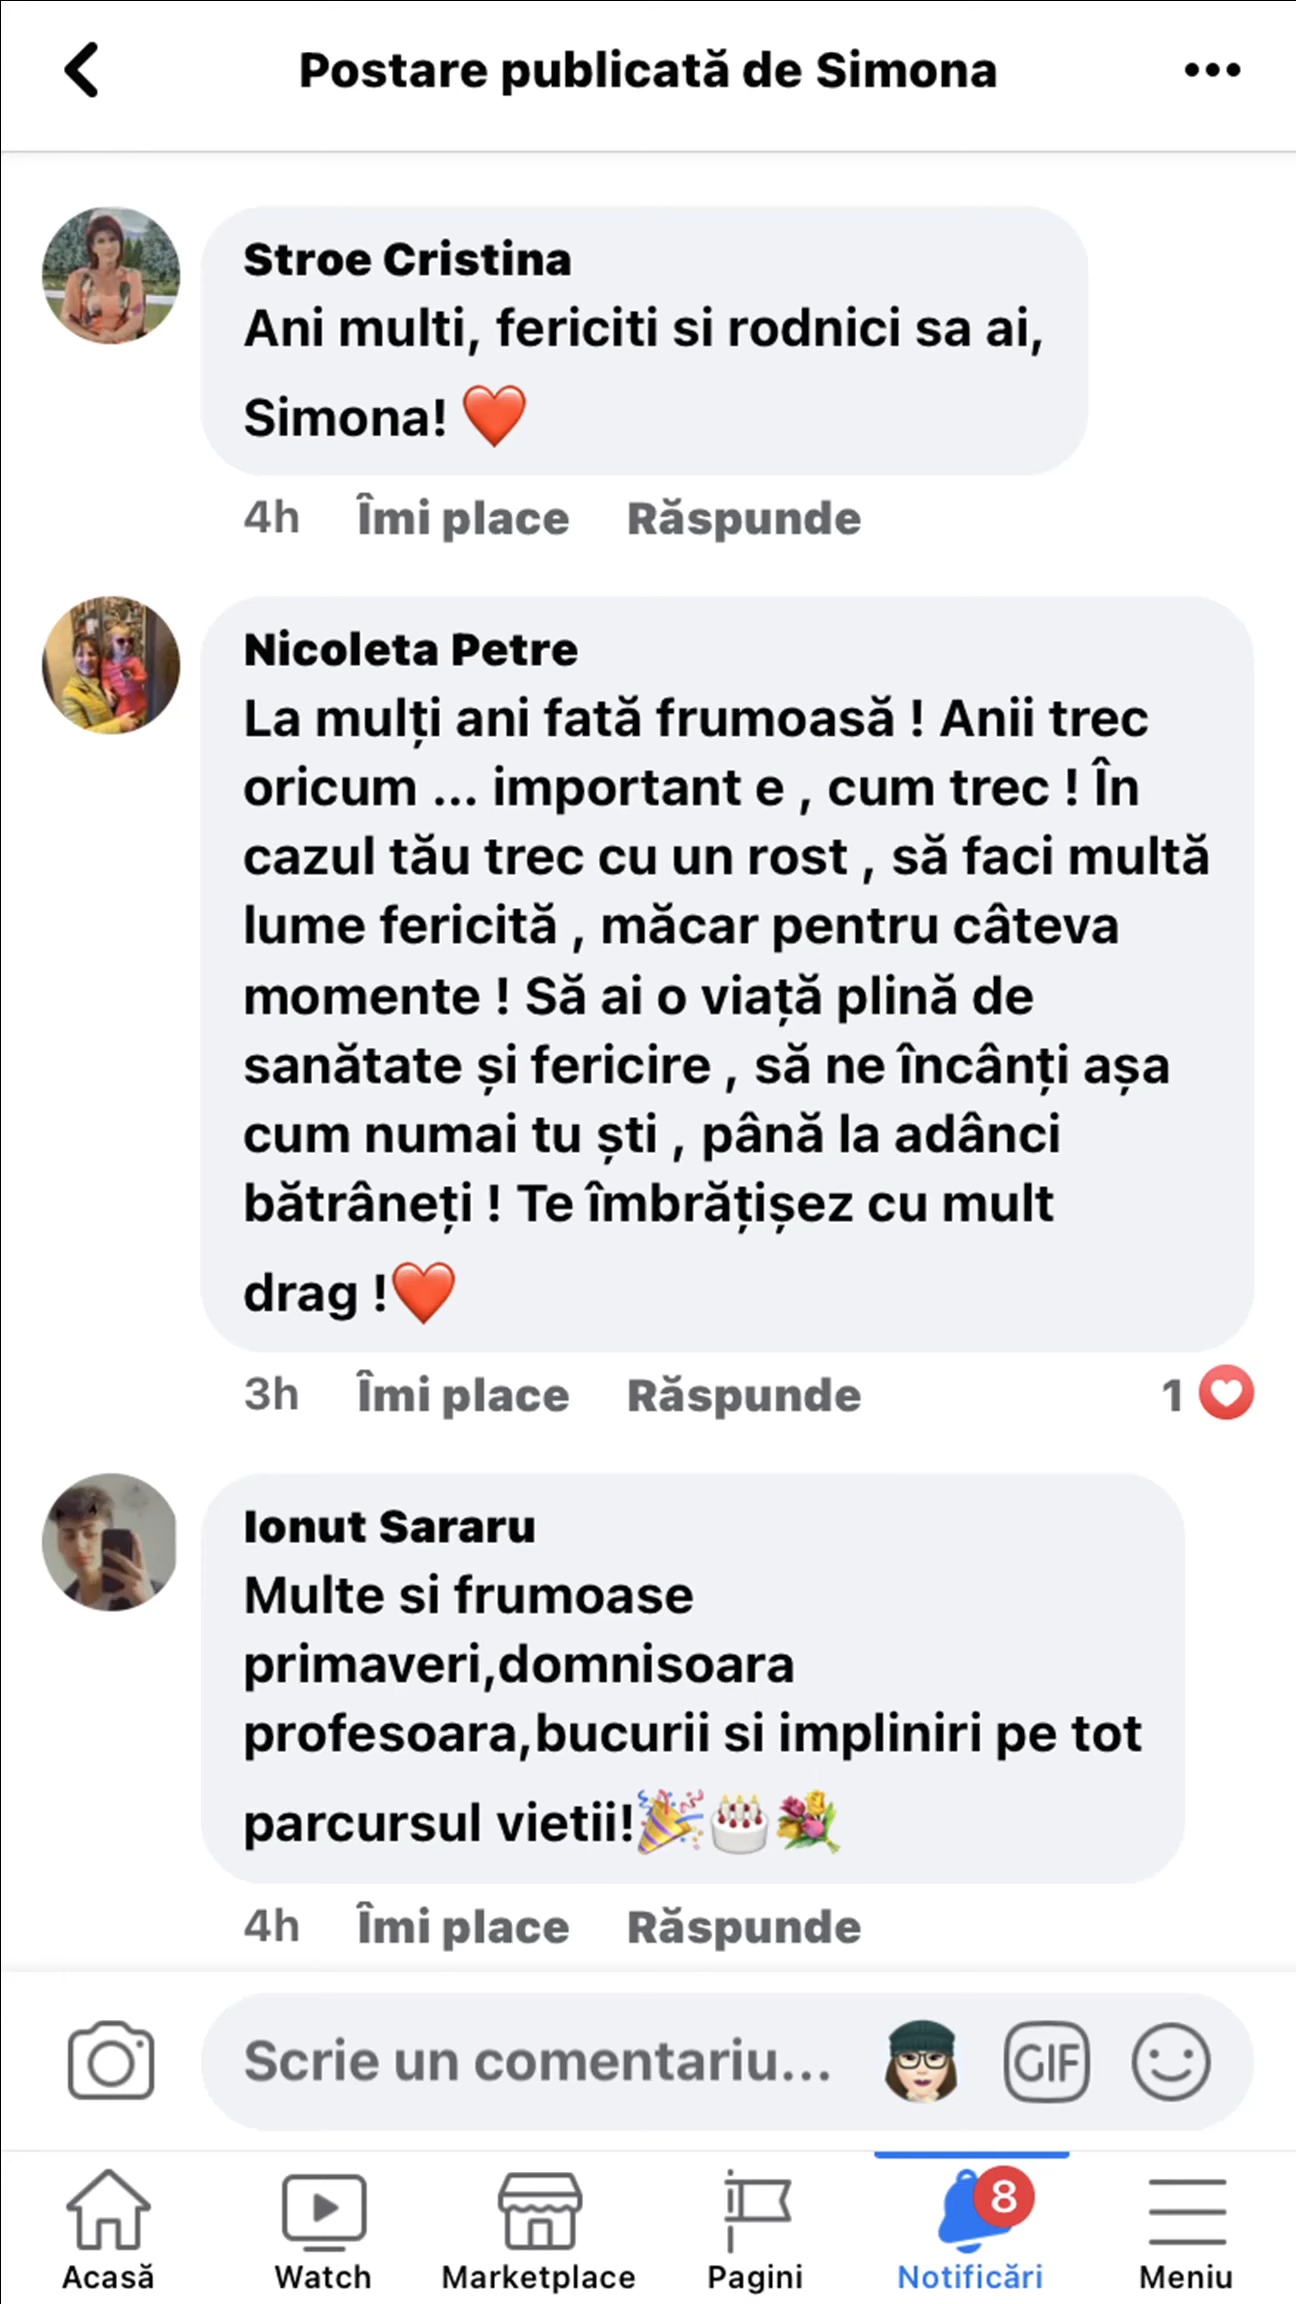 Postare publicată de Simona
Stroe Cristina
Ani multi, fericiti si rodnici sa ai,
Simona! ❤️
4h Îmi place Răspunde
Nicoleta Petre
La mulți ani fată frumoasă ! Anii trec
oricum ... important e , cum trec ! În
cazul tău trec cu un rost , să faci multă
lume fericită , măcar pentru câteva
momente ! Să ai o viață plină de
sanătate și fericire , să ne încânți așa
cum numai tu ști , până la adânci
bătrâneți ! Te îmbrățișez cu mult
drag !❤️
3h Îmi place Răspunde 1
Ionut Sararu
Multe si frumoase
primaveri,domnisoara
profesoara,bucurii si impliniri pe tot
parcursul vietii!🎉🎂💐
4h Îmi place Răspunde
Scrie un comentariu... GIF
8
Acasă Watch Marketplace Pagini Notificări Meniu